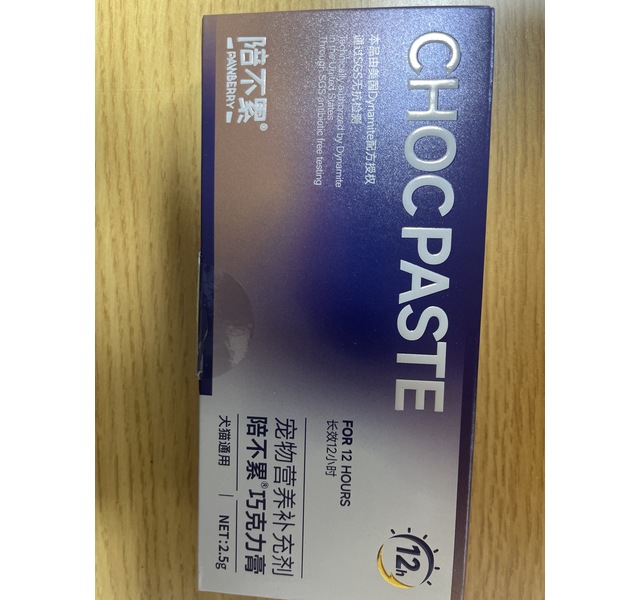 陪不累®
PAWBERRY
CHOC PASTE
本品由美国Dynamite配方授权
通过SGS无抗检测
Technically authorized by Dynamite
in the United States
Through SGS antibiotic free testing
FOR 12 HOURS
长效12小时
12h
宠物营养补充剂
陪不累®巧克力膏
犬猫通用 | NET:2.5g